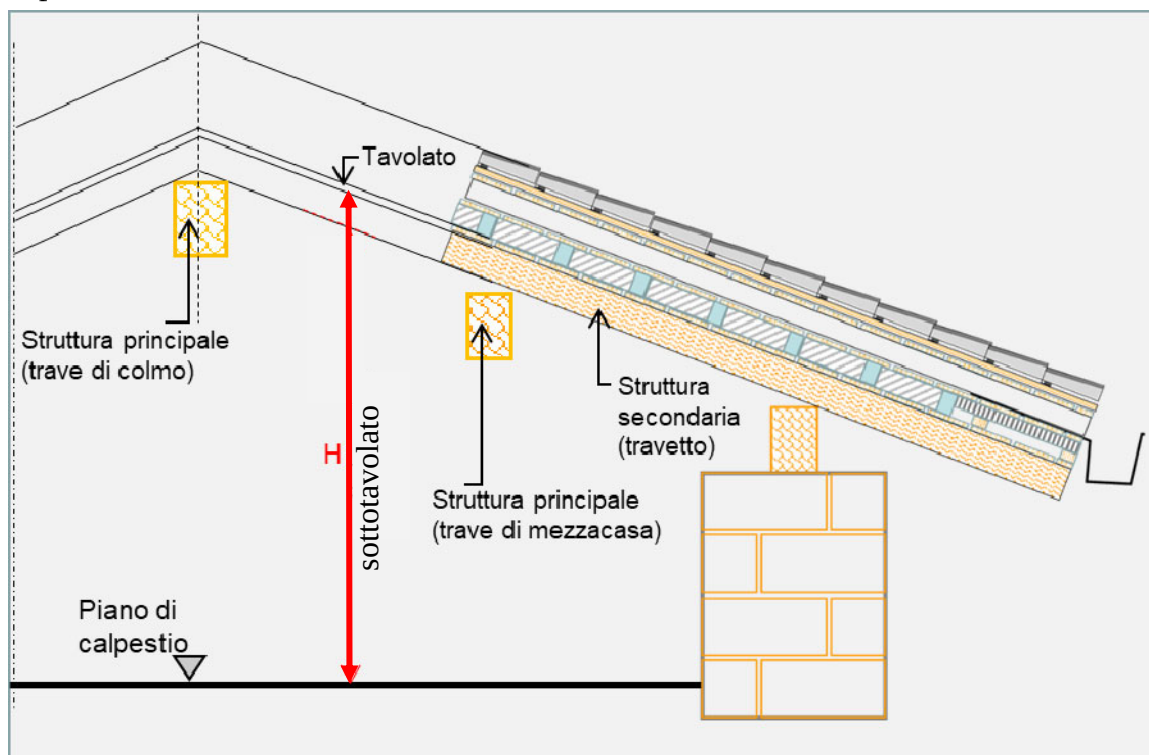 Tavolato
Struttura principale
(trave di colmo)
Struttura
secondaria
(travetto)
H
sottotavolato
Struttura principale
(trave di mezzacasa)
Piano di
calpestio